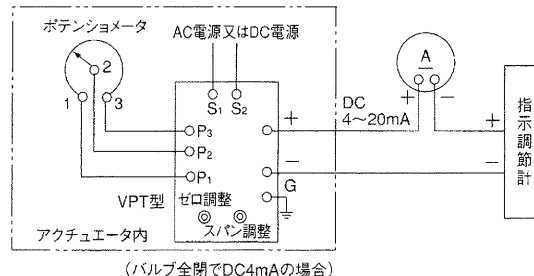 ポテンショメータ
AC電源又はDC電源
2
1
3
S₁ S₂
P₃
P₂
P₁
+
−
G
VPT型
ゼロ調整
スパン調整
アクチュエータ内
DC
4〜20mA
A
+ −
+
−
指示調節計
(バルブ全閉でDC4mAの場合)